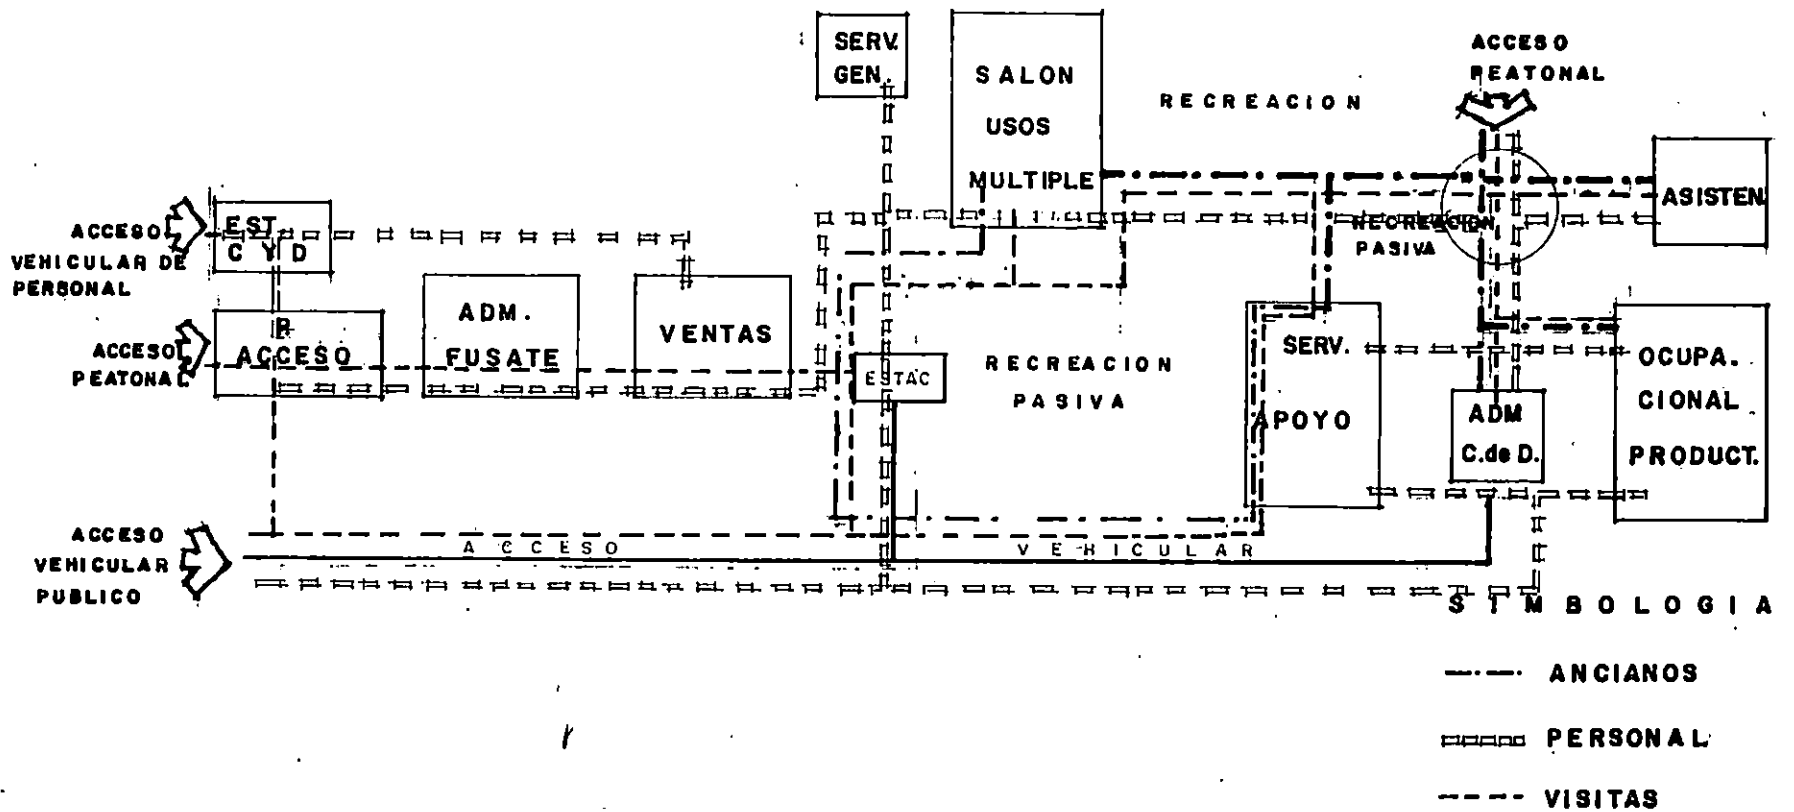 SERV.
GEN.
SALON
USOS
MULTIPLE
RECREACION
ACCESO
PEATONAL
ASISTEN
ACCESO
VEHICULAR DE
PERSONAL
EST
C Y D
ACCESO
PEATONAL
R
ACCESO
ADM.
FUSATE
VENTAS
ESTAC
RECREACION
PASIVA
RECREACION
PASIVA
SERV.
APOYO
ADM
C.de D.
OCUPA.
CIONAL
PRODUCT.
ACCESO
VEHICULAR
PUBLICO
ACCESO VEHICULAR
SIMBOLOGIA
ANCIANOS
PERSONAL
VISITAS